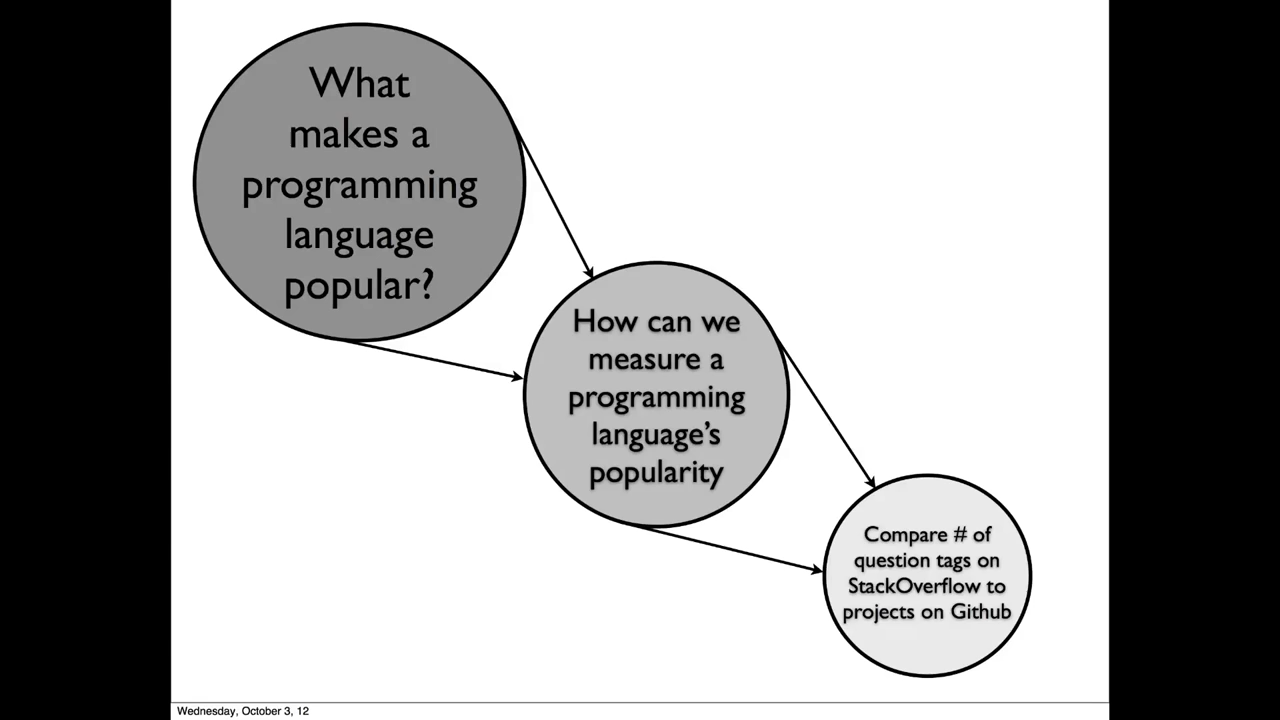 What
makes a
programming
language
popular?
How can we
measure a
programming
language’s
popularity
Compare # of
question tags on
StackOverflow to
projects on Github
Wednesday, October 3, 12